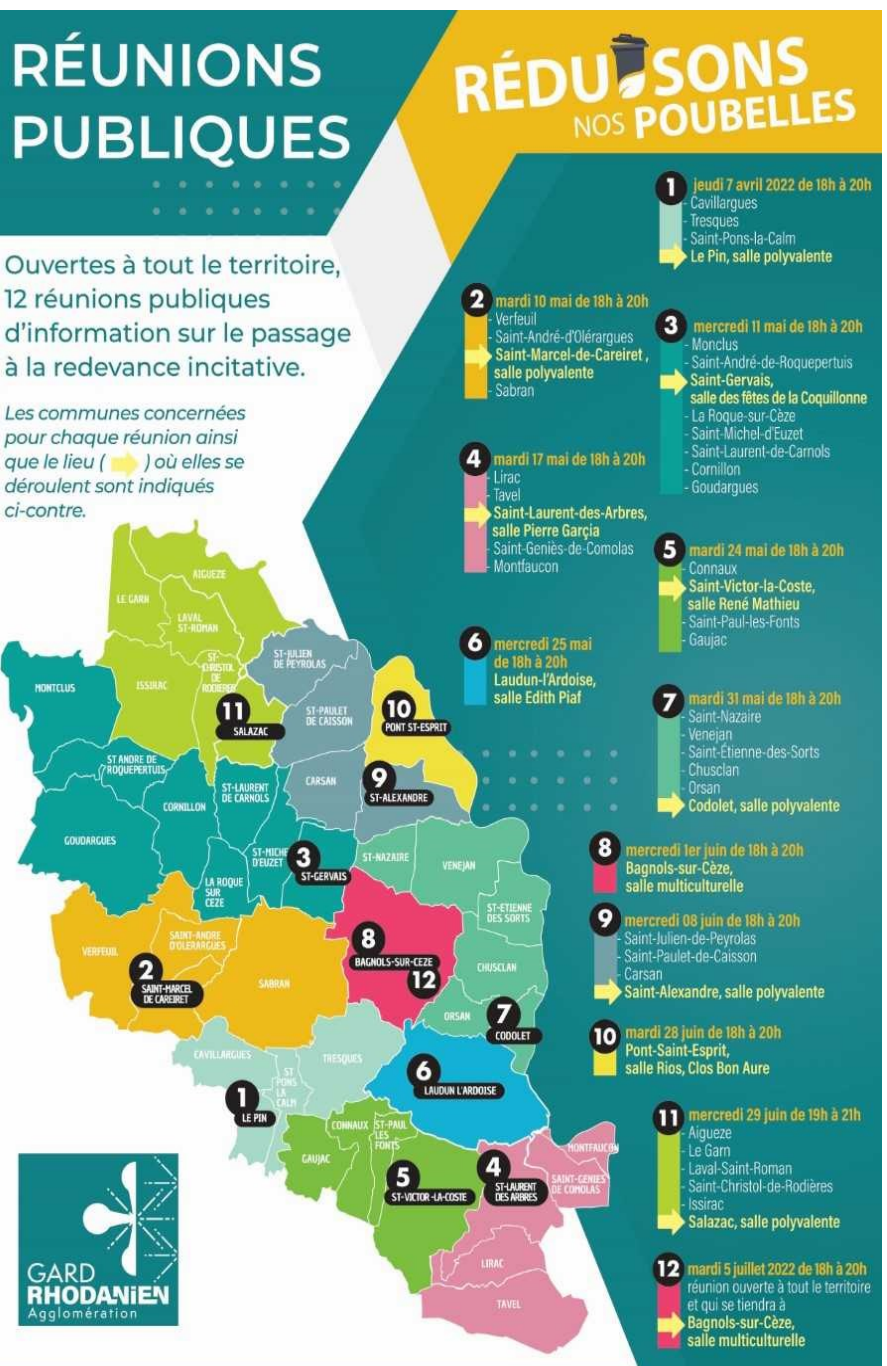 RÉUNIONS
PUBLIQUES
RÉDUISONS
NOS POUBELLES
Ouvertes à tout le territoire,
12 réunions publiques
d'information sur le passage
à la redevance incitative.
Les communes concernées
pour chaque réunion ainsi
que le lieu ( ) où elles se
déroulent sont indiqués
ci-contre.
1 jeudi 7 avril 2022 de 18h à 20h
- Cavillargues
- Tresques
- Saint-Pons-la-Calm
Le Pin, salle polyvalente
2 mardi 10 mai de 18h à 20h
- Verfeuil
- Saint-André-d'Olérargues
Saint-Marcel-de-Careiret ,
salle polyvalente
- Sabran
3 mercredi 11 mai de 18h à 20h
- Monclus
- Saint-André-de-Roquepertuis
Saint-Gervais,
salle des fêtes de la Coquillonne
- La Roque-sur-Cèze
- Saint-Michel-d'Euzet
- Saint-Laurent-de-Carnols
- Cornillon
- Goudargues
4 mardi 17 mai de 18h à 20h
- Lirac
- Tavel
Saint-Laurent-des-Arbres,
salle Pierre Garçia
- Saint-Geniès-de-Comolas
- Montfaucon
5 mardi 24 mai de 18h à 20h
- Connaux
Saint-Victor-la-Coste,
salle René Mathieu
- Saint-Paul-les-Fonts
- Gaujac
6 mercredi 25 mai
de 18h à 20h
Laudun-l'Ardoise,
salle Edith Piaf
7 mardi 31 mai de 18h à 20h
- Saint-Nazaire
- Venejan
- Saint-Étienne-des-Sorts
- Chusclan
- Orsan
Codolet, salle polyvalente
8 mercredi 1er juin de 18h à 20h
Bagnols-sur-Cèze,
salle multiculturelle
9 mercredi 08 juin de 18h à 20h
- Saint-Julien-de-Peyrolas
- Saint-Paulet-de-Caisson
- Carsan
Saint-Alexandre, salle polyvalente
10 mardi 28 juin de 18h à 20h
Pont-Saint-Esprit,
salle Rios, Clos Bon Aure
11 mercredi 29 juin de 19h à 21h
- Aigueze
- Le Garn
- Laval-Saint-Roman
- Saint-Christol-de-Rodières
- Issirac
Salazac, salle polyvalente
12 mardi 5 juillet 2022 de 18h à 20h
réunion ouverte à tout le territoire
et qui se tiendra à
Bagnols-sur-Cèze,
salle multiculturelle
AIGUEZE
LE GARN
LAVAL
ST-ROMAN
ST-JULIEN
DE PEYROLAS
ST-
CHRISTOL
DE
RODIERES
ISSIRAC
MONTCLUS
11
SALAZAC
ST-PAULET
DE CAISSON
10
PONT ST-ESPRIT
ST ANDRE DE
ROQUEPERTUIS
ST-LAURENT
DE CARNOLS
CARSAN
9
ST-ALEXANDRE
CORNILLON
GOUDARGUES
ST-MICHE
D'EUZET
3
ST-GERVAIS
ST-NAZAIRE
VENEJAN
LA ROQUE
SUR
CEZE
ST-ETIENNE
DES SORTS
VERFEUIL
SAINT-ANDRE
D'OLERARGUES
2
SAINT-MARCEL
DE CAREIRET
SABRAN
8
BAGNOLS-SUR-CEZE
12
CHUSCLAN
ORSAN
7
CODOLET
CAVILLARGUES
TRESQUES
ST
PONS
LA
CALM
1
LE PIN
6
LAUDUN L'ARDOISE
CONNAUX
ST-PAUL
LES
FONTS
GAUJAC
5
ST-VICTOR -LA-COSTE
4
ST-LAURENT
DES ARBRES
MONTFAUCON
SAINT-GENIES
DE COMOLAS
LIRAC
TAVEL
GARD
RHODANiEN
Agglomération